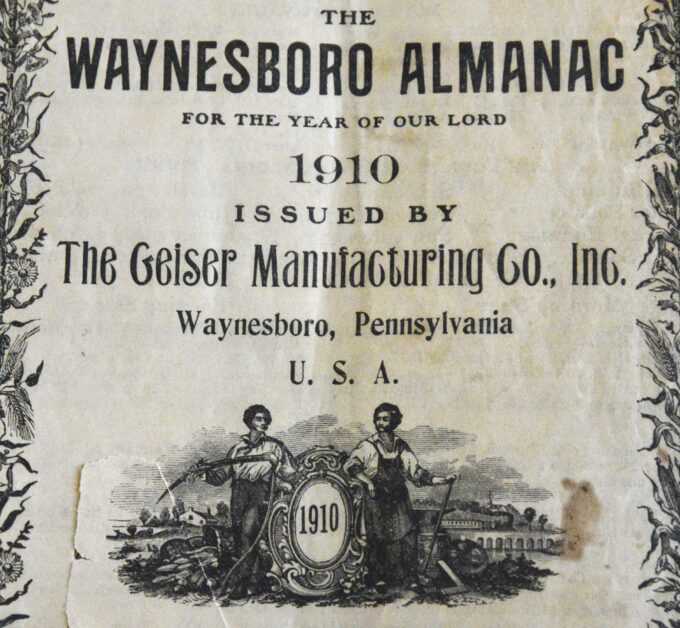 THE
WAYNESBORO ALMANAC
FOR THE YEAR OF OUR LORD
1910
ISSUED BY
The Geiser Manufacturing Co., Inc.
Waynesboro, Pennsylvania
U. S. A.
1910